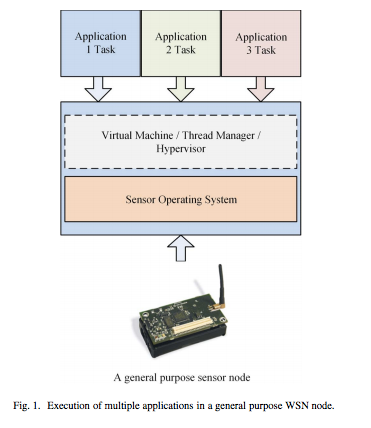 Application
1 Task
Application
2 Task
Application
3 Task
Virtual Machine / Thread Manager /
Hypervisor
Sensor Operating System
A general purpose sensor node
Fig. 1. Execution of multiple applications in a general purpose WSN node.